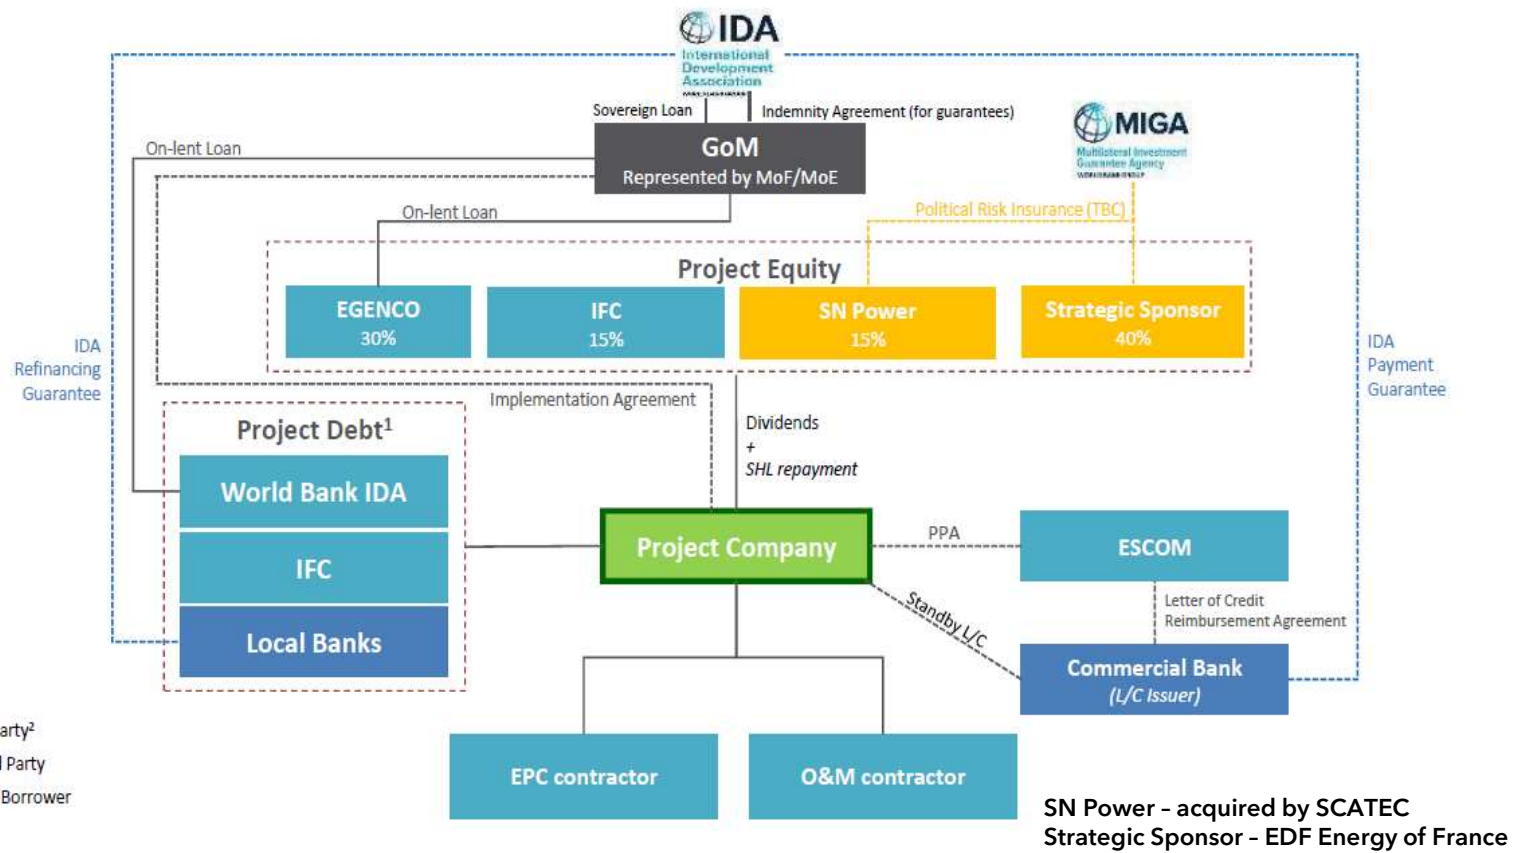 IDA
International
Development
Association
Sovereign Loan
Indemnity Agreement (for guarantees)
MIGA
Multilateral Investment
Guarantee Agency
WORLD BANK GROUP
GoM
Represented by MoF/MoE
On-lent Loan
On-lent Loan
Political Risk Insurance (TBC)
Project Equity
EGENCO
30%
IFC
15%
SN Power
15%
Strategic Sponsor
40%
IDA
Refinancing
Guarantee
IDA
Payment
Guarantee
Implementation Agreement
Project Debt¹
Dividends
+
SHL repayment
World Bank IDA
IFC
Local Banks
Project Company
PPA
ESCOM
Standby L/C
Letter of Credit
Reimbursement Agreement
Commercial Bank
(L/C Issuer)
EPC contractor
O&M contractor
arty²
Party
Borrower
SN Power – acquired by SCATEC
Strategic Sponsor – EDF Energy of France